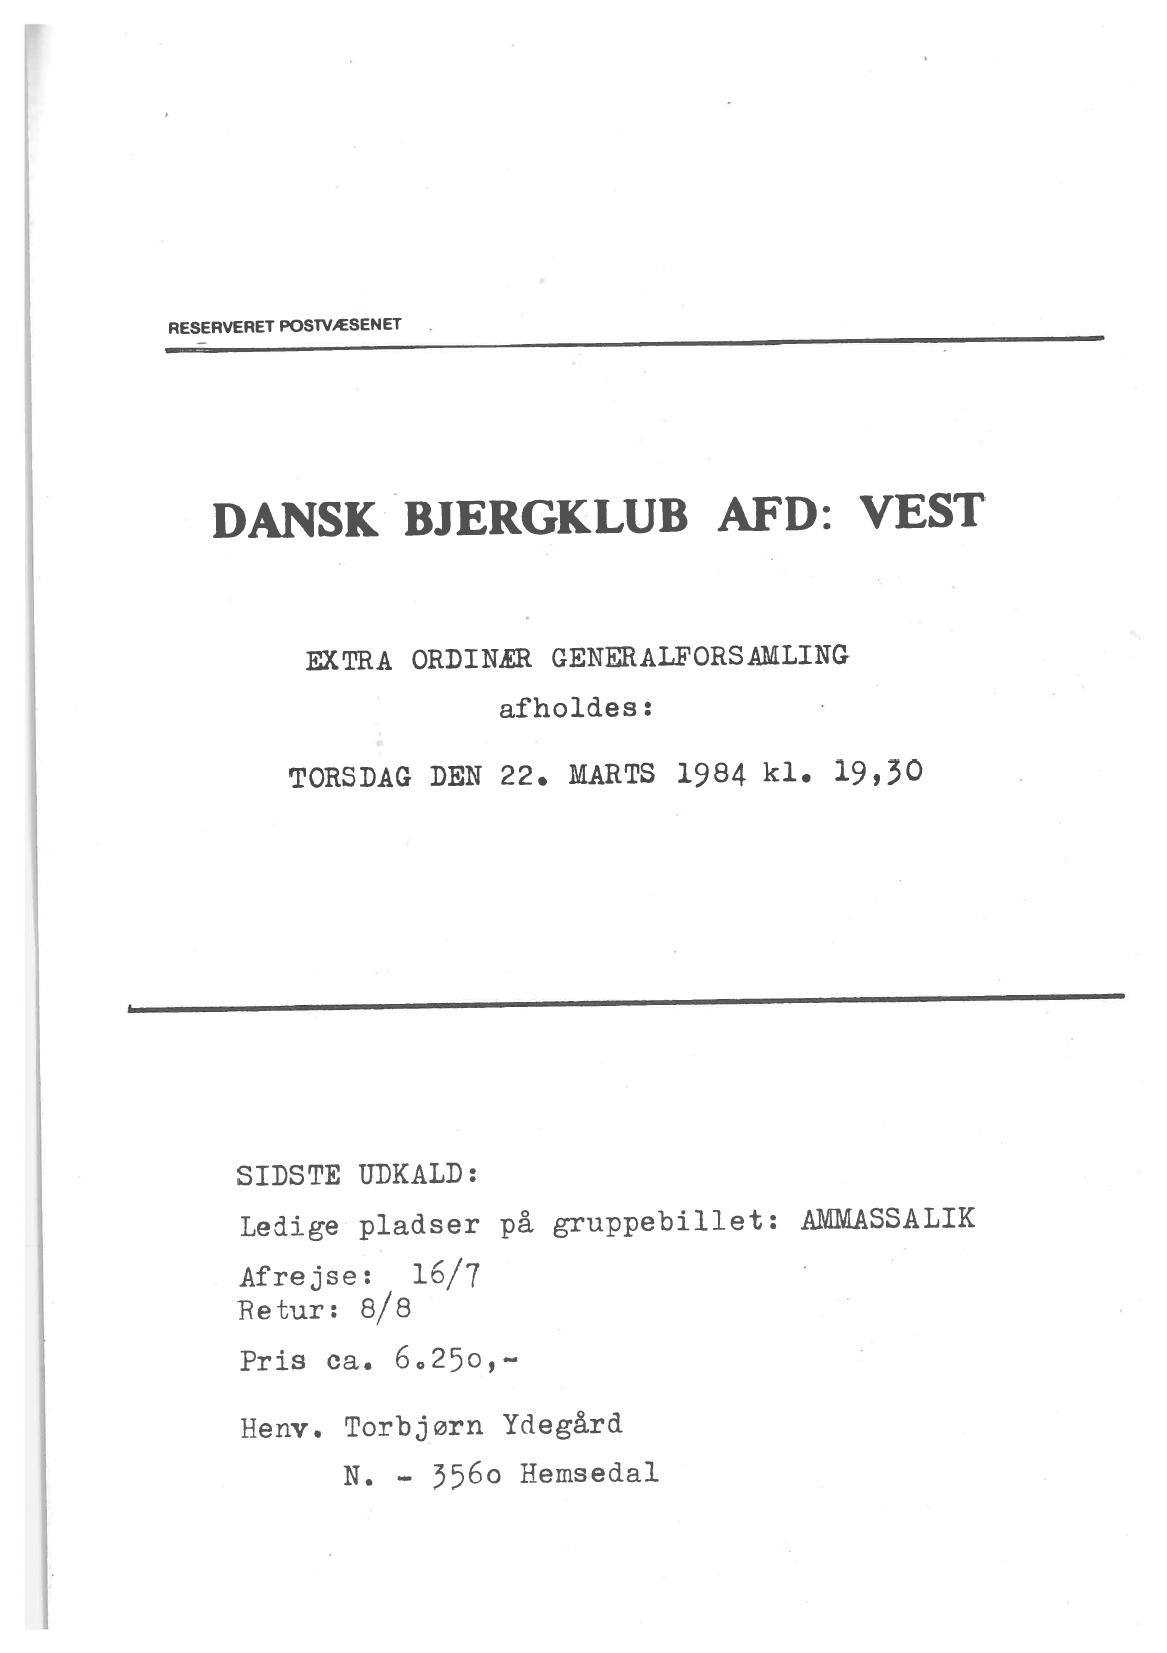 RESERVERET POSTVÆSENET
DANSK BJERGKLUB AFD: VEST
EXTRA ORDINÆR GENERALFORSAMLING
afholdes:
TORSDAG DEN 22. MARTS 1984 kl. 19,30
SIDSTE UDKALD:
Ledige pladser på gruppebillet: AMMASSALIK
Afrejse: 16/7
Retur: 8/8
Pris ca. 6.25o,-
Henv. Torbjørn Ydegård
N. - 356o Hemsedal